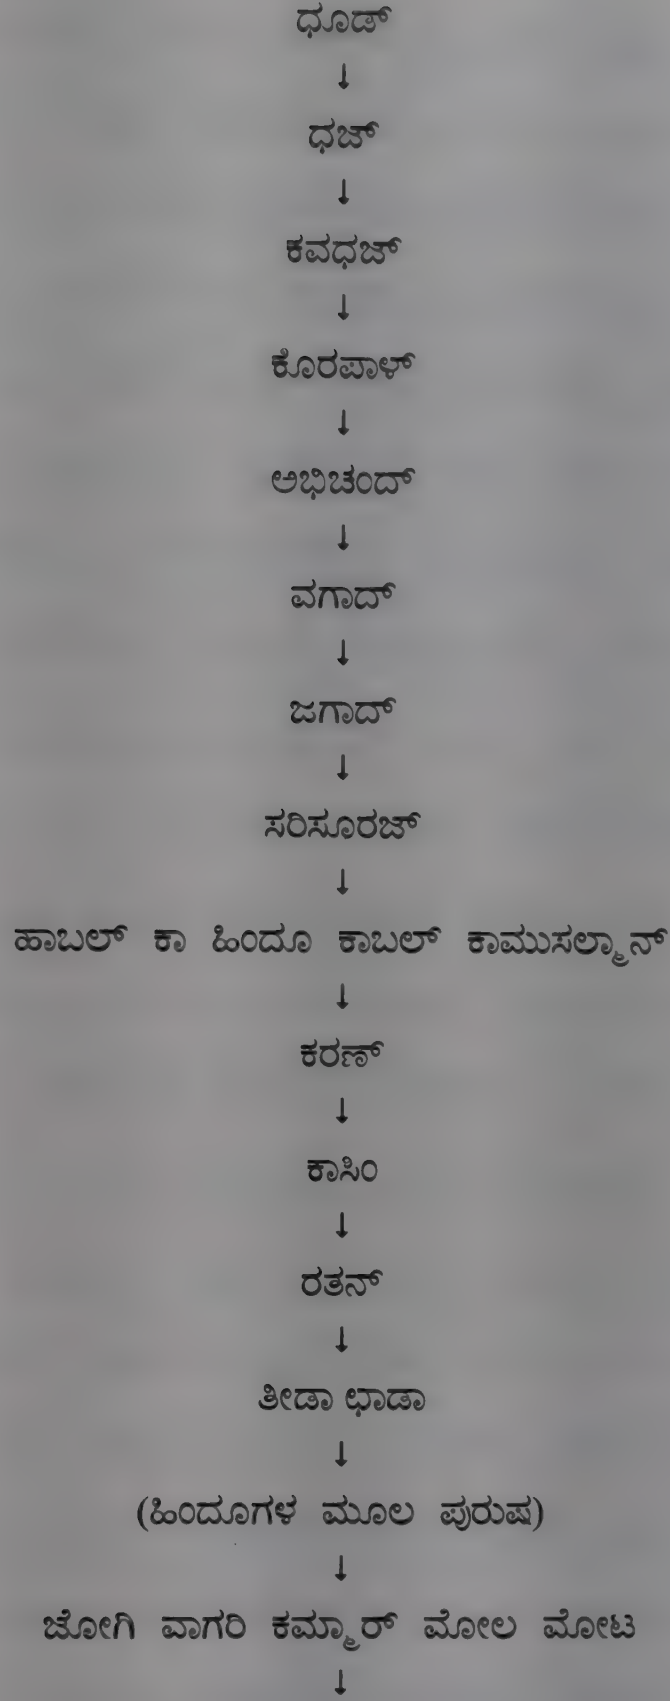 ಧೂಡ್
↓
ಧಜ್
↓
ಕವಧಜ್
↓
ಕೊರಪಾಳ್
↓
ಅಭಿಚಂದ್
↓
ವಗಾದ್
↓
ಜಗಾದ್
↓
ಸರಿಸೂರಜ್
↓
ಹಾಬಲ್ ಕಾ ಹಿಂದೂ ಕಾಬಲ್ ಕಾಮುಸಲ್ಮಾನ್
↓
ಕರಣ್
↓
ಕಾಸಿಂ
↓
ರತನ್
↓
ತೀಡಾ ಛಾಡಾ
↓
(ಹಿಂದೂಗಳ ಮೂಲ ಪುರುಷ)
↓
ಜೋಗಿ ವಾಗರಿ ಕಮ್ಮಾರ್ ಮೋಲ ಮೋಟ
↓